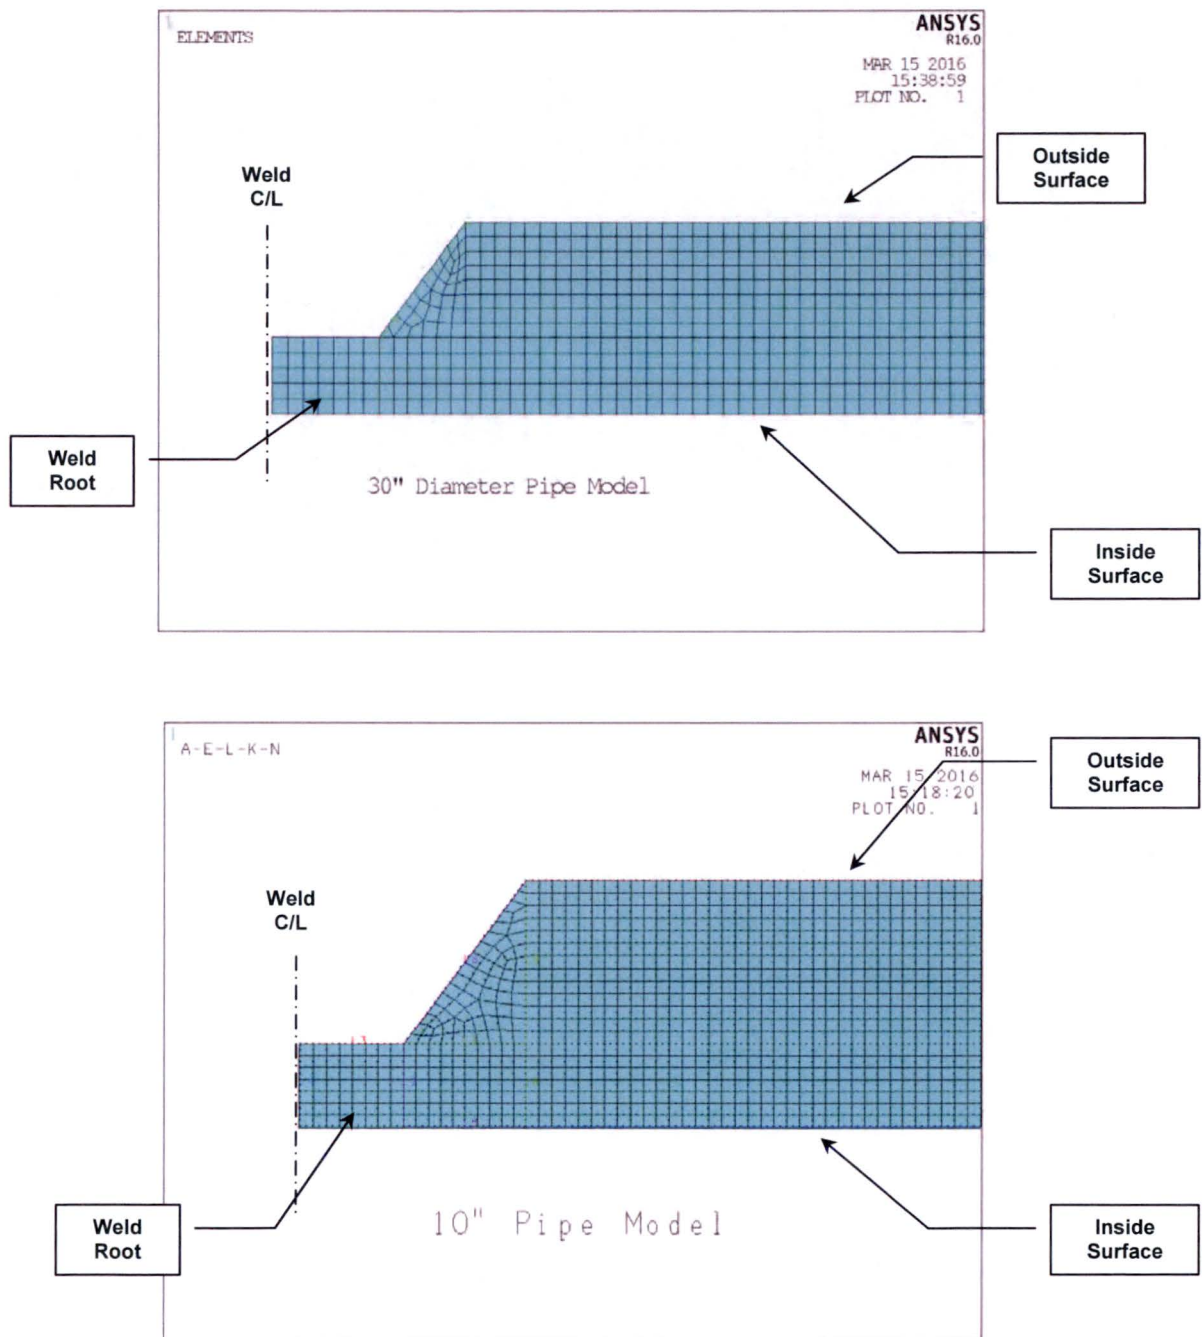 ELEMENTS
ANSYS
R16.0
MAR 15 2016
15:38:59
PLOT NO. 1
Outside
Surface
Weld
C/L
Weld
Root
30" Diameter Pipe Model
Inside
Surface
A-E-L-K-N
ANSYS
R16.0
MAR 15 2016
15:18:20
PLOT NO. 1
Outside
Surface
Weld
C/L
Weld
Root
10" Pipe Model
Inside
Surface